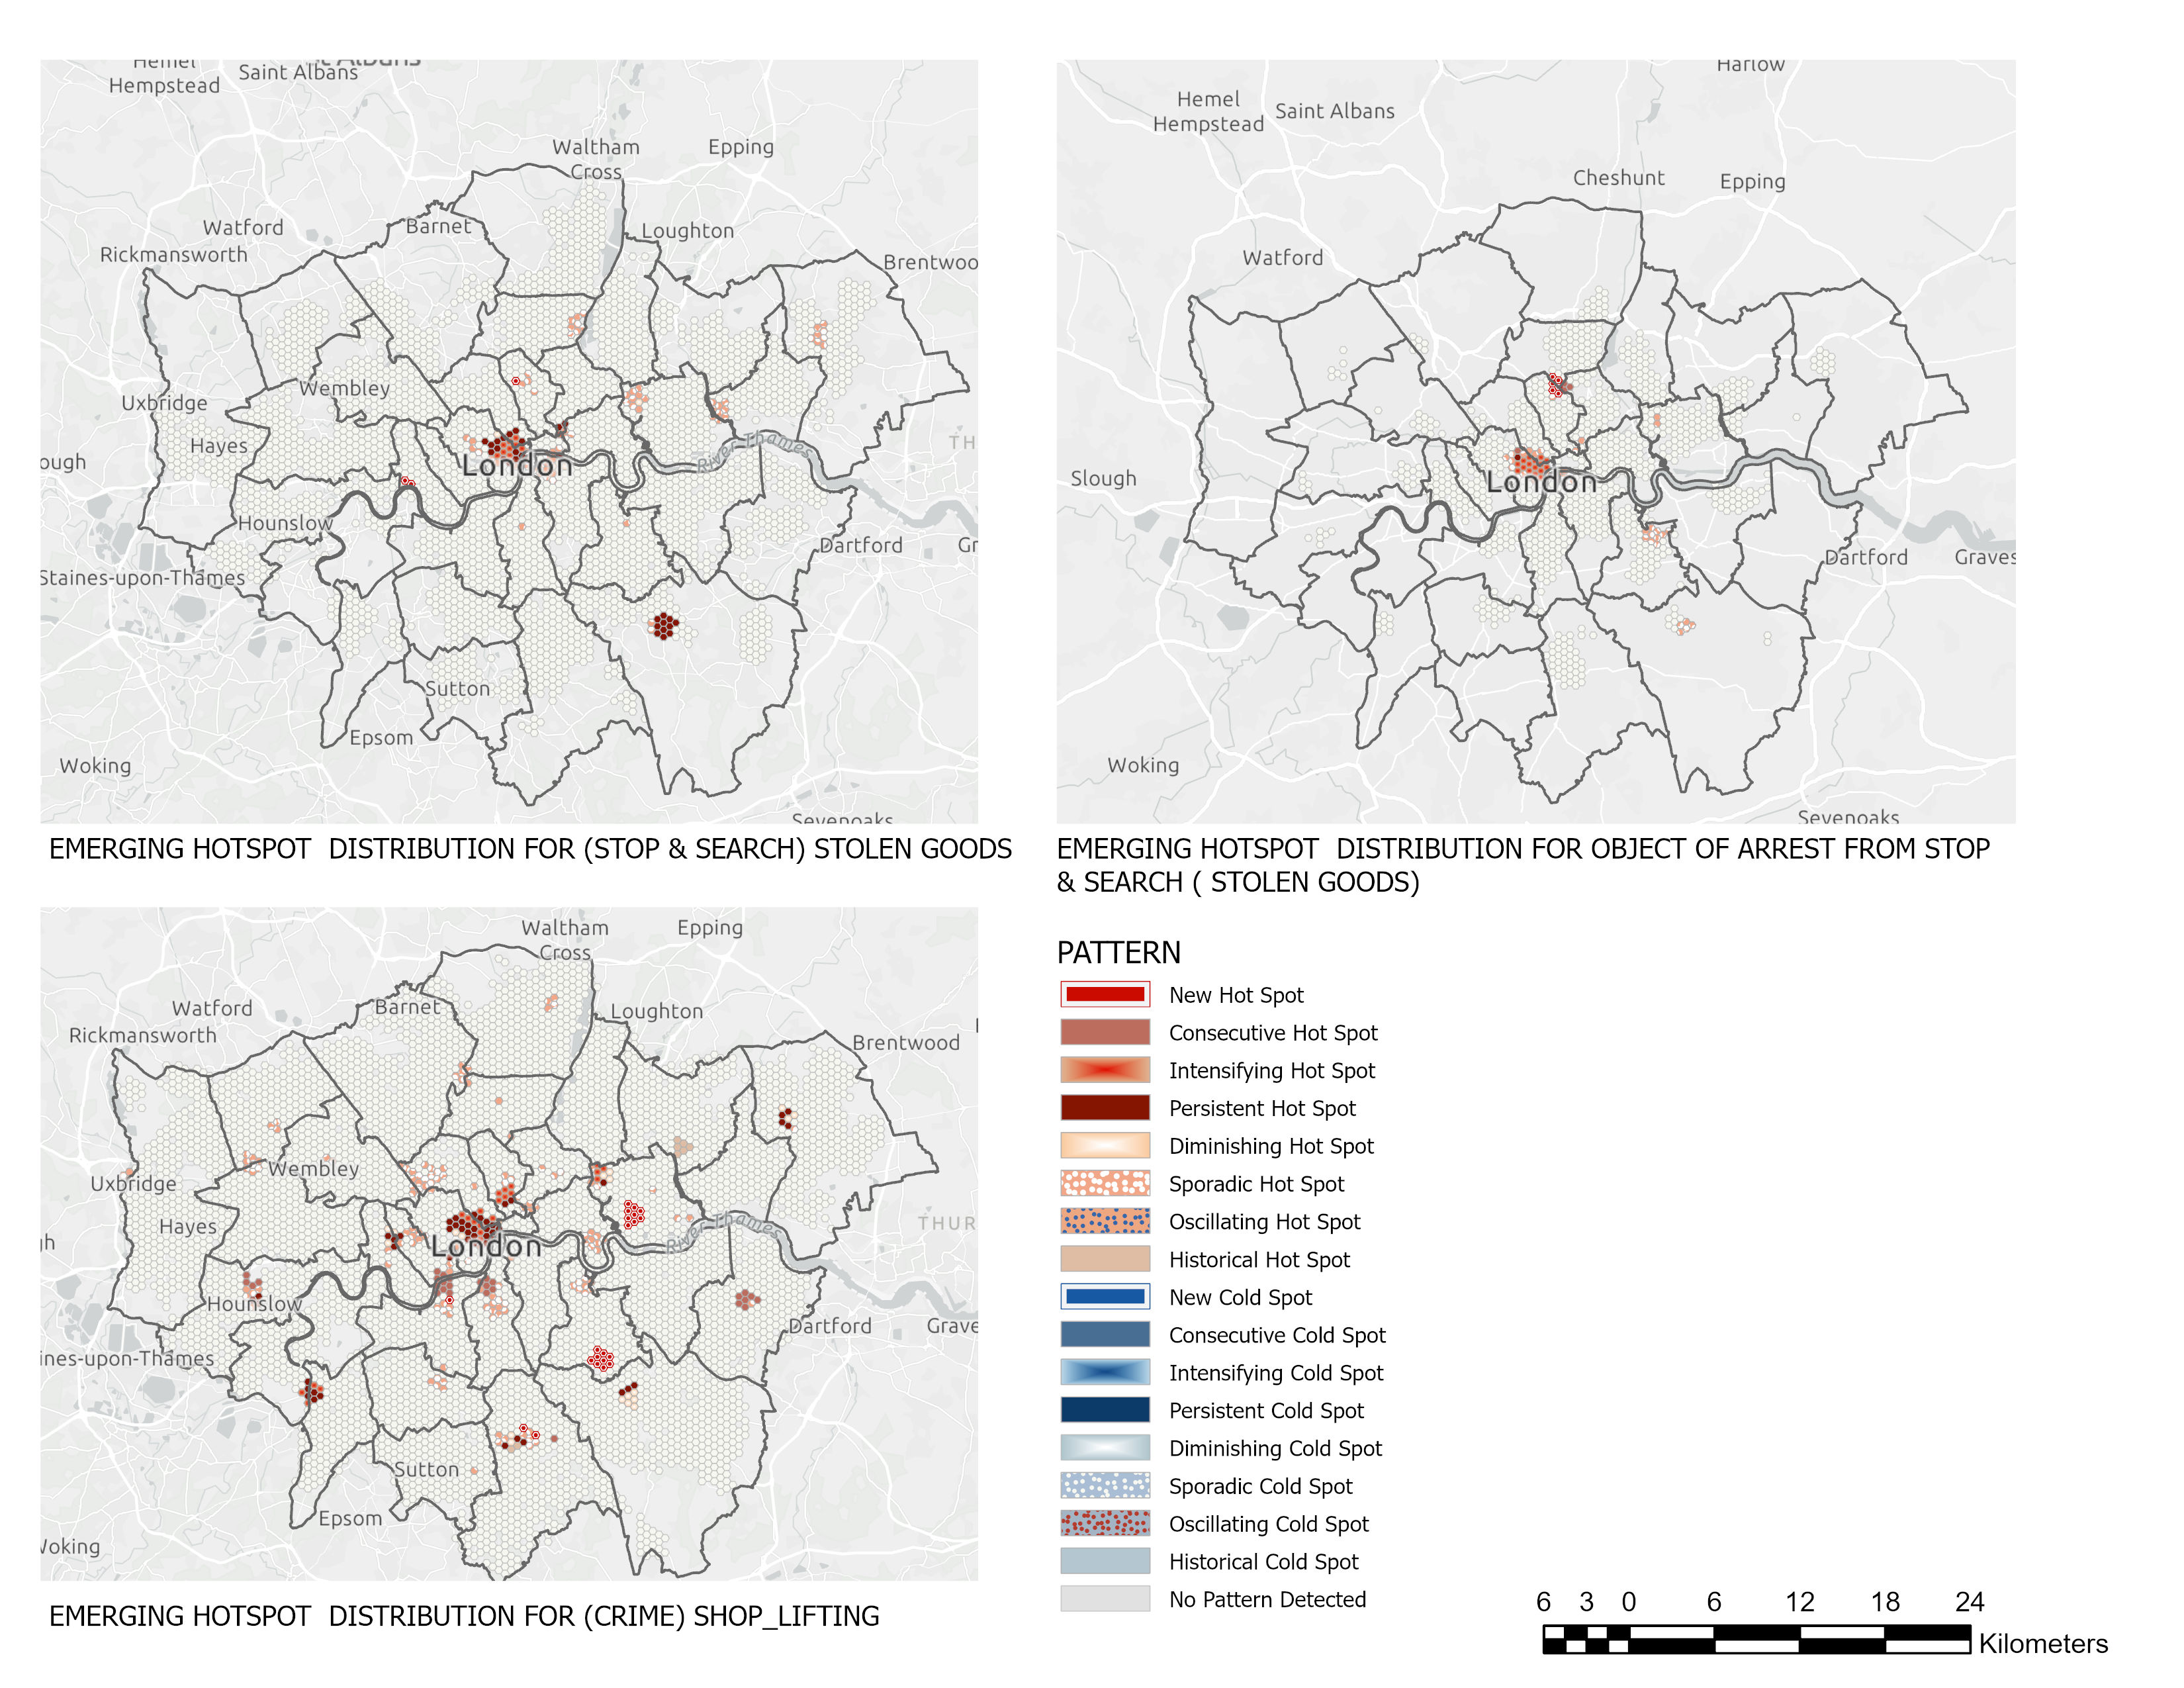 Hemel
Hempstead
Saint Albans
St Albans
Waltham
Cross
Epping
Watford
Barnet
Loughton
Rickmansworth
Brentwoo
Wembley
Uxbridge
Hayes
TH
London
River Thames
ough
Hounslow
Dartford
Gr
Staines-upon-Thames
Sutton
Epsom
Woking
Sevenoaks
EMERGING HOTSPOT DISTRIBUTION FOR (STOP & SEARCH) STOLEN GOODS
Harlow
Hemel
Hempstead
Saint Albans
Cheshunt
Epping
Watford
Slough
London
Dartford
Graves
Woking
Sevenoaks
EMERGING HOTSPOT DISTRIBUTION FOR OBJECT OF ARREST FROM STOP
& SEARCH ( STOLEN GOODS)
Waltham
Cross
Epping
Watford
Barnet
Loughton
Rickmansworth
Brentwood
Wembley
Uxbridge
Hayes
THUR
gh
London
River Thames
Hounslow
Dartford
Grave
ines-upon-Thames
Sutton
Epsom
Woking
EMERGING HOTSPOT DISTRIBUTION FOR (CRIME) SHOP_LIFTING
PATTERN
New Hot Spot
Consecutive Hot Spot
Intensifying Hot Spot
Persistent Hot Spot
Diminishing Hot Spot
Sporadic Hot Spot
Oscillating Hot Spot
Historical Hot Spot
New Cold Spot
Consecutive Cold Spot
Intensifying Cold Spot
Persistent Cold Spot
Diminishing Cold Spot
Sporadic Cold Spot
Oscillating Cold Spot
Historical Cold Spot
No Pattern Detected
6 3 0 6 12 18 24
Kilometers